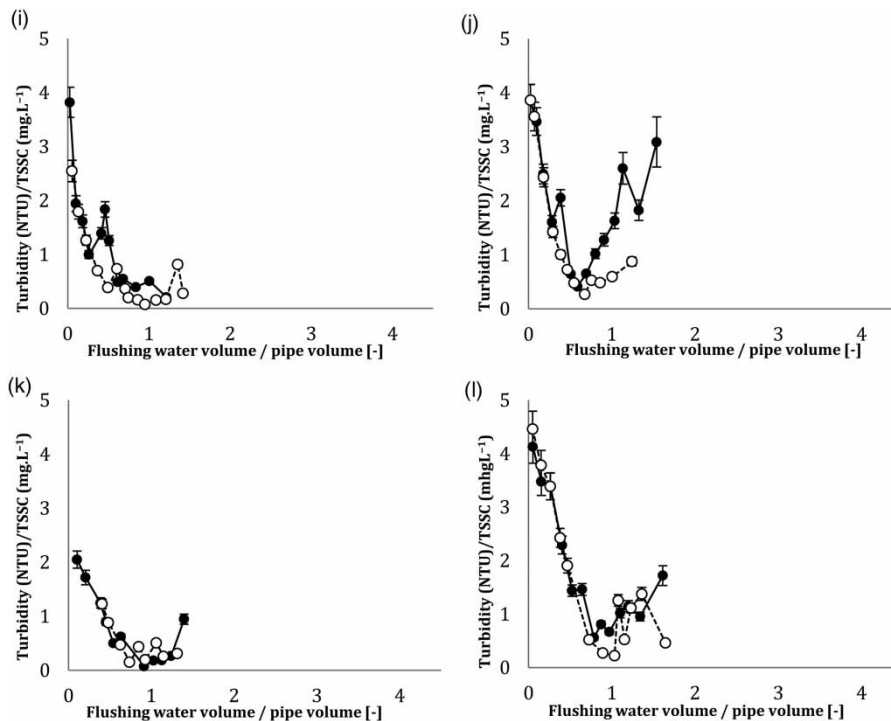 (i)
Turbidity (NTU)/TSSC (mg.L⁻¹)
5
4
3
2
1
0
0 1 2 3 4
Flushing water volume / pipe volume [-]
(j)
Turbidity (NTU)/TSSC (mg.L⁻¹)
5
4
3
2
1
0
0 1 2 3 4
Flushing water volume / pipe volume [-]
(k)
Turbidity (NTU)/TSSC (mg.L⁻¹)
5
4
3
2
1
0
0 1 2 3 4
Flushing water volume / pipe volume [-]
(l)
Turbidity (NTU)/TSSC (mhgL⁻¹)
5
4
3
2
1
0
0 1 2 3 4
Flushing water volume / pipe volume [-]